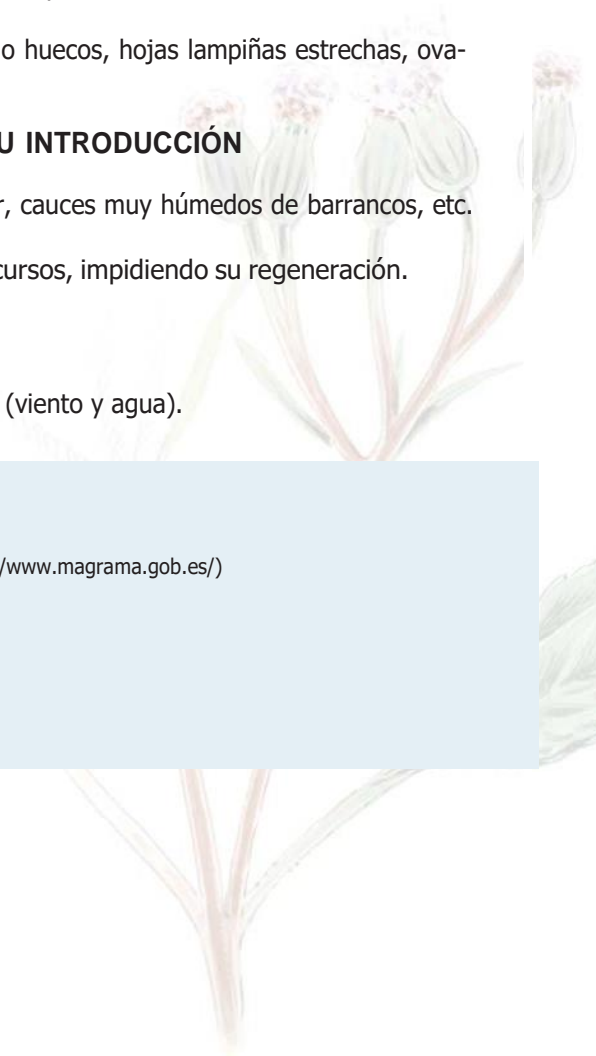 o huecos, hojas lampiñas estrechas, ova-
U INTRODUCCIÓN
, cauces muy húmedos de barrancos, etc.
cursos, impidiendo su regeneración.
(viento y agua).
/www.magrama.gob.es/)